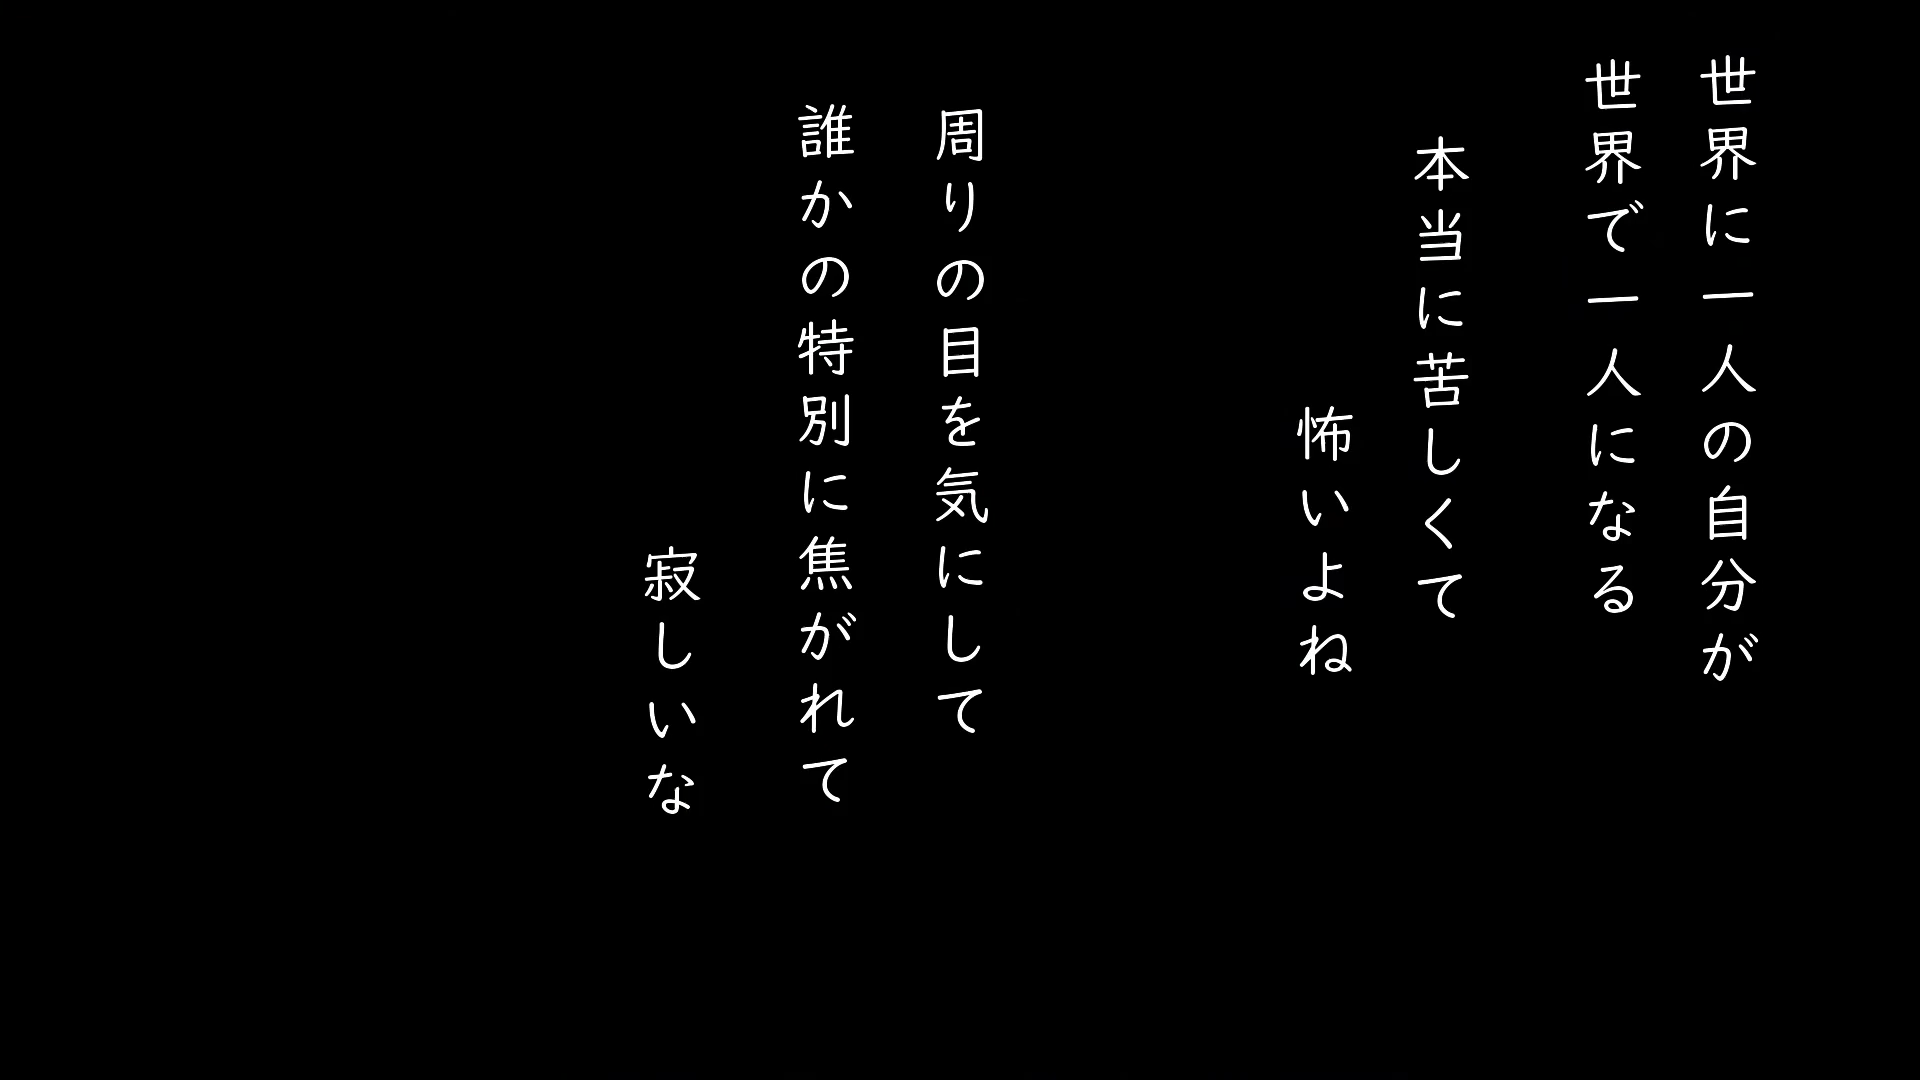 世界に一人の自分が
世界で一人になる
本当に苦しくて
怖いよね
周りの目を気にして
誰かの特別に焦がれて
寂しいな